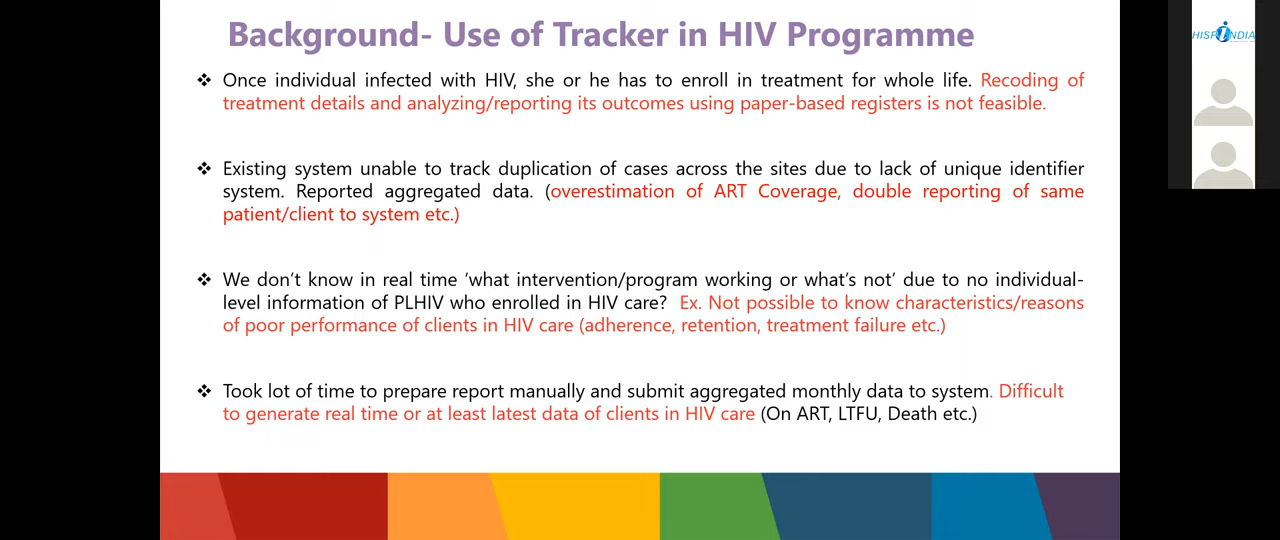 Background- Use of Tracker in HIV Programme
❖ Once individual infected with HIV, she or he has to enroll in treatment for whole life. Recoding of
treatment details and analyzing/reporting its outcomes using paper-based registers is not feasible.
❖ Existing system unable to track duplication of cases across the sites due to lack of unique identifier
system. Reported aggregated data. (overestimation of ART Coverage, double reporting of same
patient/client to system etc.)
❖ We don’t know in real time ‘what intervention/program working or what’s not’ due to no individual-
level information of PLHIV who enrolled in HIV care? Ex. Not possible to know characteristics/reasons
of poor performance of clients in HIV care (adherence, retention, treatment failure etc.)
❖ Took lot of time to prepare report manually and submit aggregated monthly data to system. Difficult
to generate real time or at least latest data of clients in HIV care (On ART, LTFU, Death etc.)
HISP INDIA